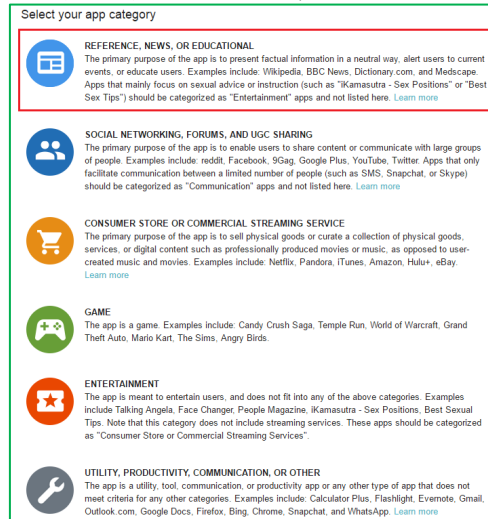 Select your app category
REFERENCE, NEWS, OR EDUCATIONAL
The primary purpose of the app is to present factual information in a neutral way, alert users to current
events, or educate users. Examples include: Wikipedia, BBC News, Dictionary.com, and Medscape.
Apps that mainly focus on sexual advice or instruction (such as "iKamasutra - Sex Positions" or "Best
Sex Tips") should be categorized as "Entertainment" apps and not listed here. Learn more
SOCIAL NETWORKING, FORUMS, AND UGC SHARING
The primary purpose of the app is to enable users to share content or communicate with large groups
of people. Examples include: reddit, Facebook, 9Gag, Google Plus, YouTube, Twitter. Apps that only
facilitate communication between a limited number of people (such as SMS, Snapchat, or Skype)
should be categorized as "Communication" apps and not listed here. Learn more
CONSUMER STORE OR COMMERCIAL STREAMING SERVICE
The primary purpose of the app is to sell physical goods or curate a collection of physical goods,
services, or digital content such as professionally produced movies or music, as opposed to user-
created music and movies. Examples include: Netflix, Pandora, iTunes, Amazon, Hulu+, eBay.
Learn more
GAME
The app is a game. Examples include: Candy Crush Saga, Temple Run, World of Warcraft, Grand
Theft Auto, Mario Kart, The Sims, Angry Birds.
ENTERTAINMENT
The app is meant to entertain users, and does not fit into any of the above categories. Examples
include Talking Angela, Face Changer, People Magazine, iKamasutra - Sex Positions, Best Sexual
Tips. Note that this category does not include streaming services. These apps should be categorized
as "Consumer Store or Commercial Streaming Services".
UTILITY, PRODUCTIVITY, COMMUNICATION, OR OTHER
The app is a utility, tool, communication, or productivity app or any other type of app that does not
meet criteria for any other categories. Examples include: Calculator Plus, Flashlight, Evernote, Gmail,
Outlook.com, Google Docs, Firefox, Bing, Chrome, Snapchat, and WhatsApp. Learn more